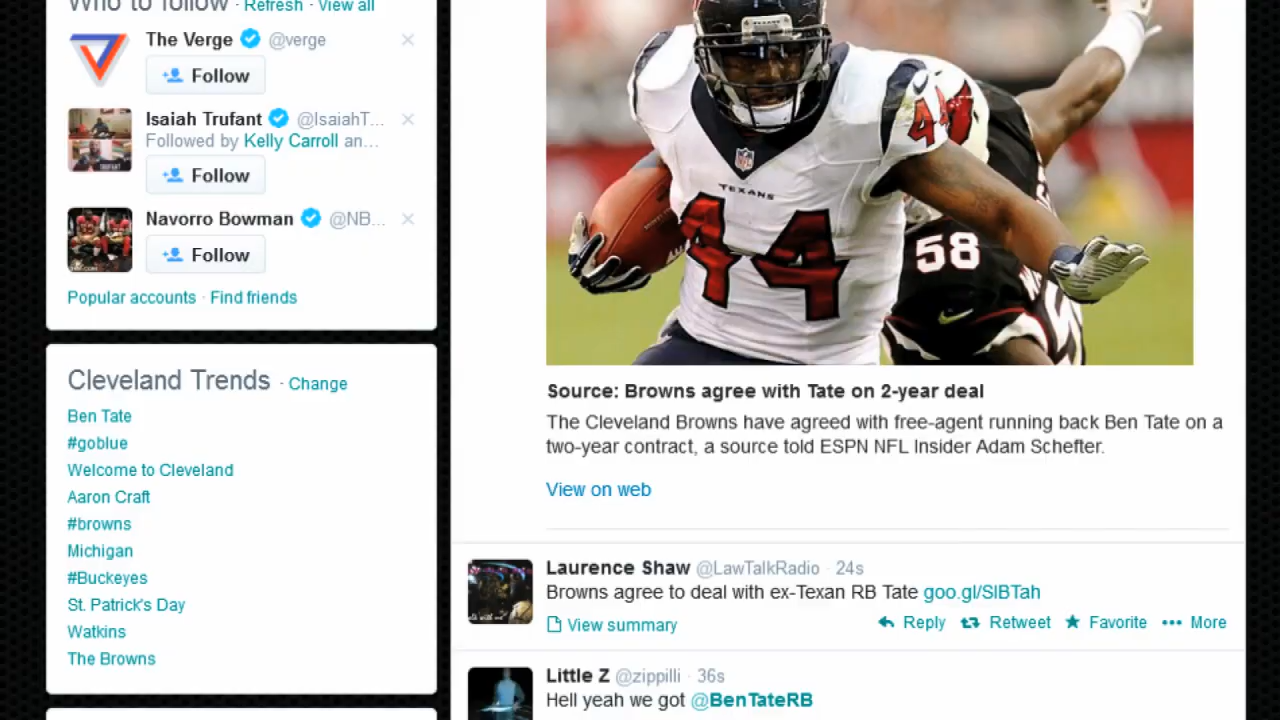 Who to follow · Refresh · View all
The Verge @verge
Follow
Isaiah Trufant @IsaiahT...
Followed by Kelly Carroll an...
Follow
Navorro Bowman @NB...
Follow
Popular accounts · Find friends
Cleveland Trends · Change
Ben Tate
#goblue
Welcome to Cleveland
Aaron Craft
#browns
Michigan
#Buckeyes
St. Patrick's Day
Watkins
The Browns
44
NFL
TEXANS
44
58
Source: Browns agree with Tate on 2-year deal
The Cleveland Browns have agreed with free-agent running back Ben Tate on a
two-year contract, a source told ESPN NFL Insider Adam Schefter.
View on web
Laurence Shaw @LawTalkRadio · 24s
Browns agree to deal with ex-Texan RB Tate goo.gl/SlBTah
View summary Reply Retweet Favorite ••• More
Little Z @zippilli · 36s
Hell yeah we got @BenTateRB